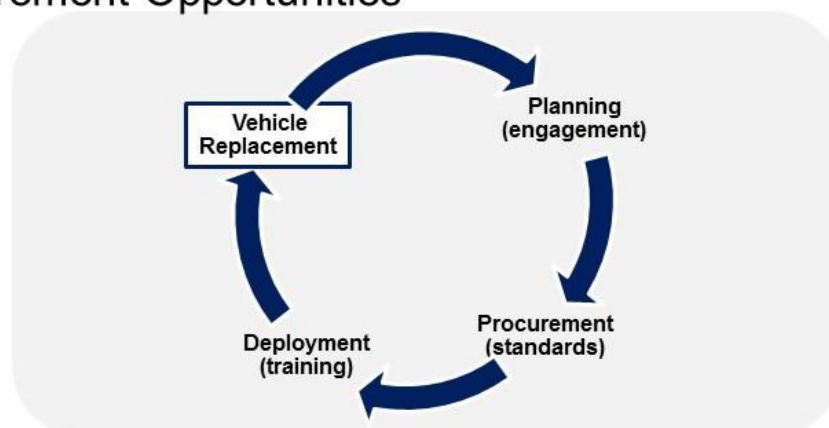 Opportunities
Vehicle
Replacement
Planning
(engagement)
Procurement
(standards)
Deployment
(training)